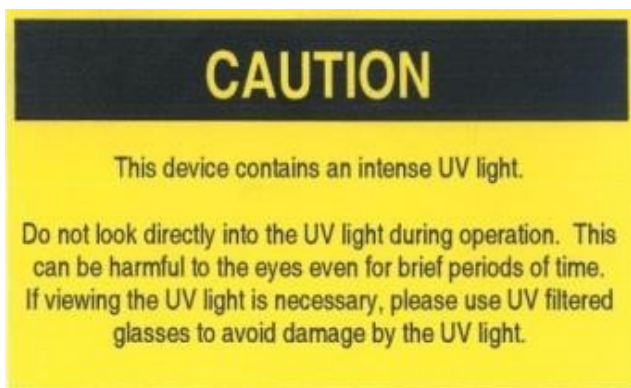 CAUTION
This device contains an intense UV light.
Do not look directly into the UV light during operation. This
can be harmful to the eyes even for brief periods of time.
If viewing the UV light is necessary, please use UV filtered
glasses to avoid damage by the UV light.